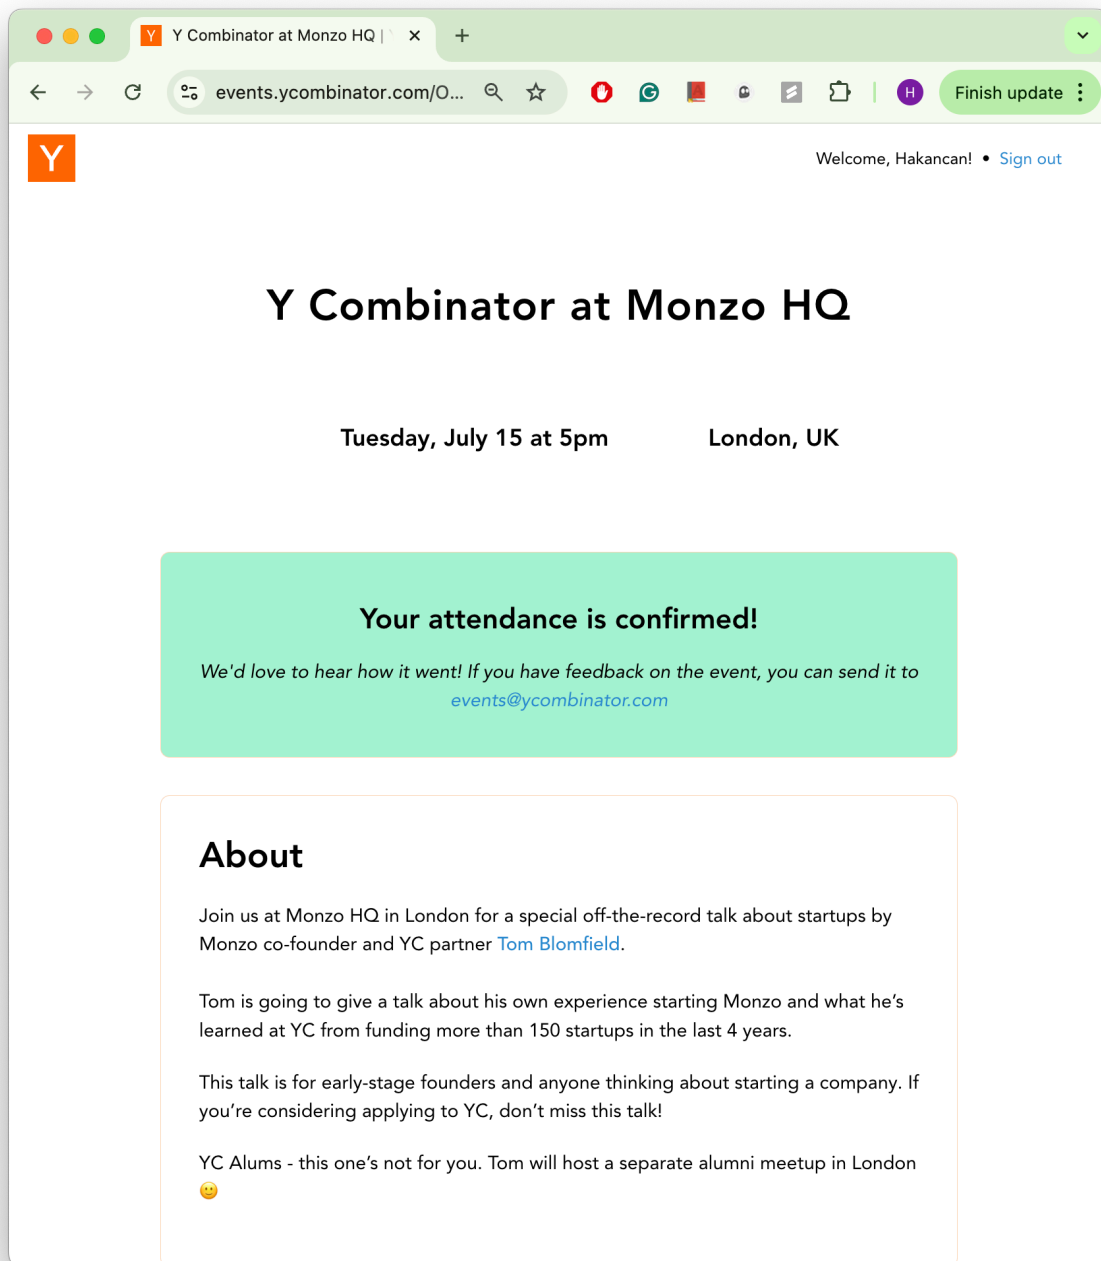 Y Combinator at Monzo HQ |
events.ycombinator.com/O...
H
Finish update
Y
Welcome, Hakancan! • Sign out
Y Combinator at Monzo HQ
Tuesday, July 15 at 5pm London, UK
Your attendance is confirmed!
We'd love to hear how it went! If you have feedback on the event, you can send it to
events@ycombinator.com
About
Join us at Monzo HQ in London for a special off-the-record talk about startups by
Monzo co-founder and YC partner Tom Blomfield.
Tom is going to give a talk about his own experience starting Monzo and what he’s
learned at YC from funding more than 150 startups in the last 4 years.
This talk is for early-stage founders and anyone thinking about starting a company. If
you’re considering applying to YC, don’t miss this talk!
YC Alums - this one’s not for you. Tom will host a separate alumni meetup in London
🙂